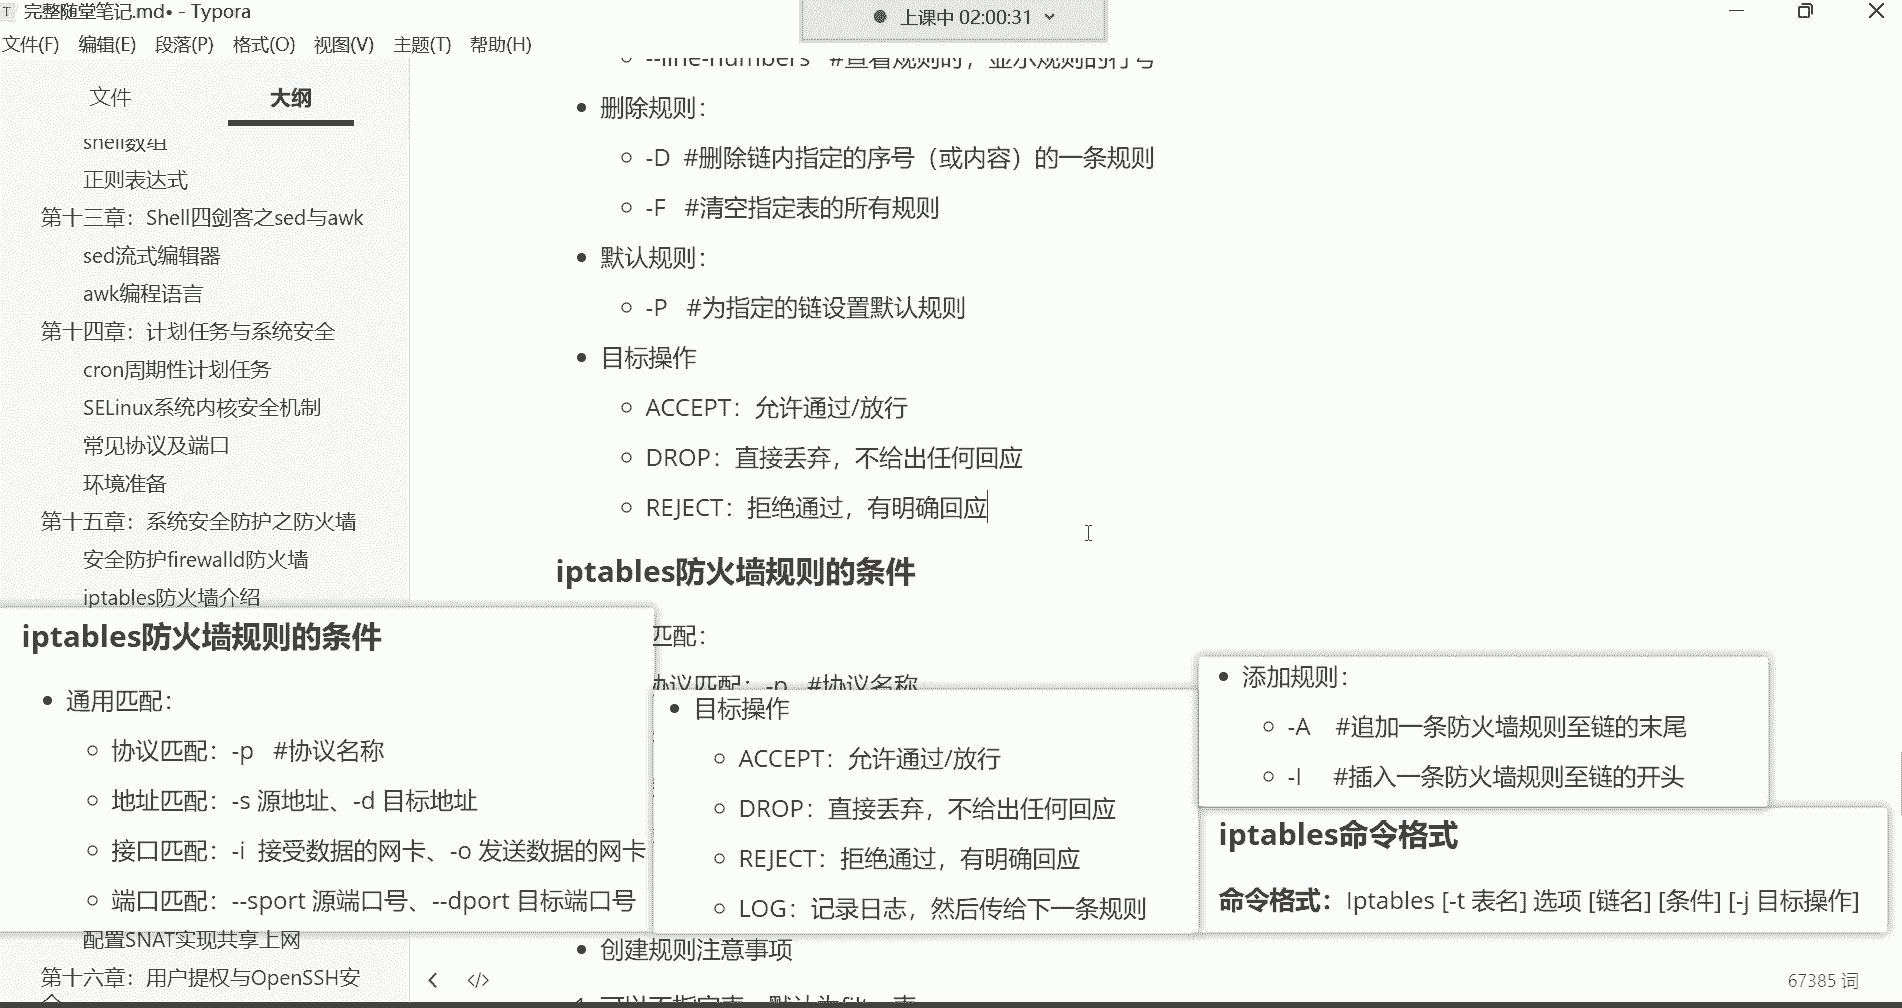 完整随堂笔记.md• - Typora
上课中 02:00:31
文件(F) 编辑(E) 段落(P) 格式(O) 视图(V) 主题(T) 帮助(H)
文件 大纲
shell数组
正则表达式
第十三章：Shell四剑客之sed与awk
sed流式编辑器
awk编程语言
第十四章：计划任务与系统安全
cron周期性计划任务
SELinux系统内核安全机制
常见协议及端口
环境准备
第十五章：系统安全防护之防火墙
安全防护firewalld防火墙
iptables防火墙介绍
配置SNAT实现共享上网
第十六章：用户提权与OpenSSH安
全
--line-numbers #查看规则时，显示规则的行号
删除规则：
-D #删除链内指定的序号（或内容）的一条规则
-F #清空指定表的所有规则
默认规则：
-P #为指定的链设置默认规则
目标操作
ACCEPT：允许通过/放行
DROP：直接丢弃，不给出任何回应
REJECT：拒绝通过，有明确回应
iptables防火墙规则的条件
匹配：
协议匹配：-p #协议名称
创建规则注意事项
可以不指定表，默认为filter表
iptables防火墙规则的条件
通用匹配：
协议匹配：-p #协议名称
地址匹配：-s 源地址、-d 目标地址
接口匹配：-i 接受数据的网卡、-o 发送数据的网卡
端口匹配：--sport 源端口号、--dport 目标端口号
目标操作
ACCEPT：允许通过/放行
DROP：直接丢弃，不给出任何回应
REJECT：拒绝通过，有明确回应
LOG：记录日志，然后传给下一条规则
添加规则：
-A #追加一条防火墙规则至链的末尾
-I #插入一条防火墙规则至链的开头
iptables命令格式
命令格式：Iptables [-t 表名] 选项 [链名] [条件] [-j 目标操作]
67385 词